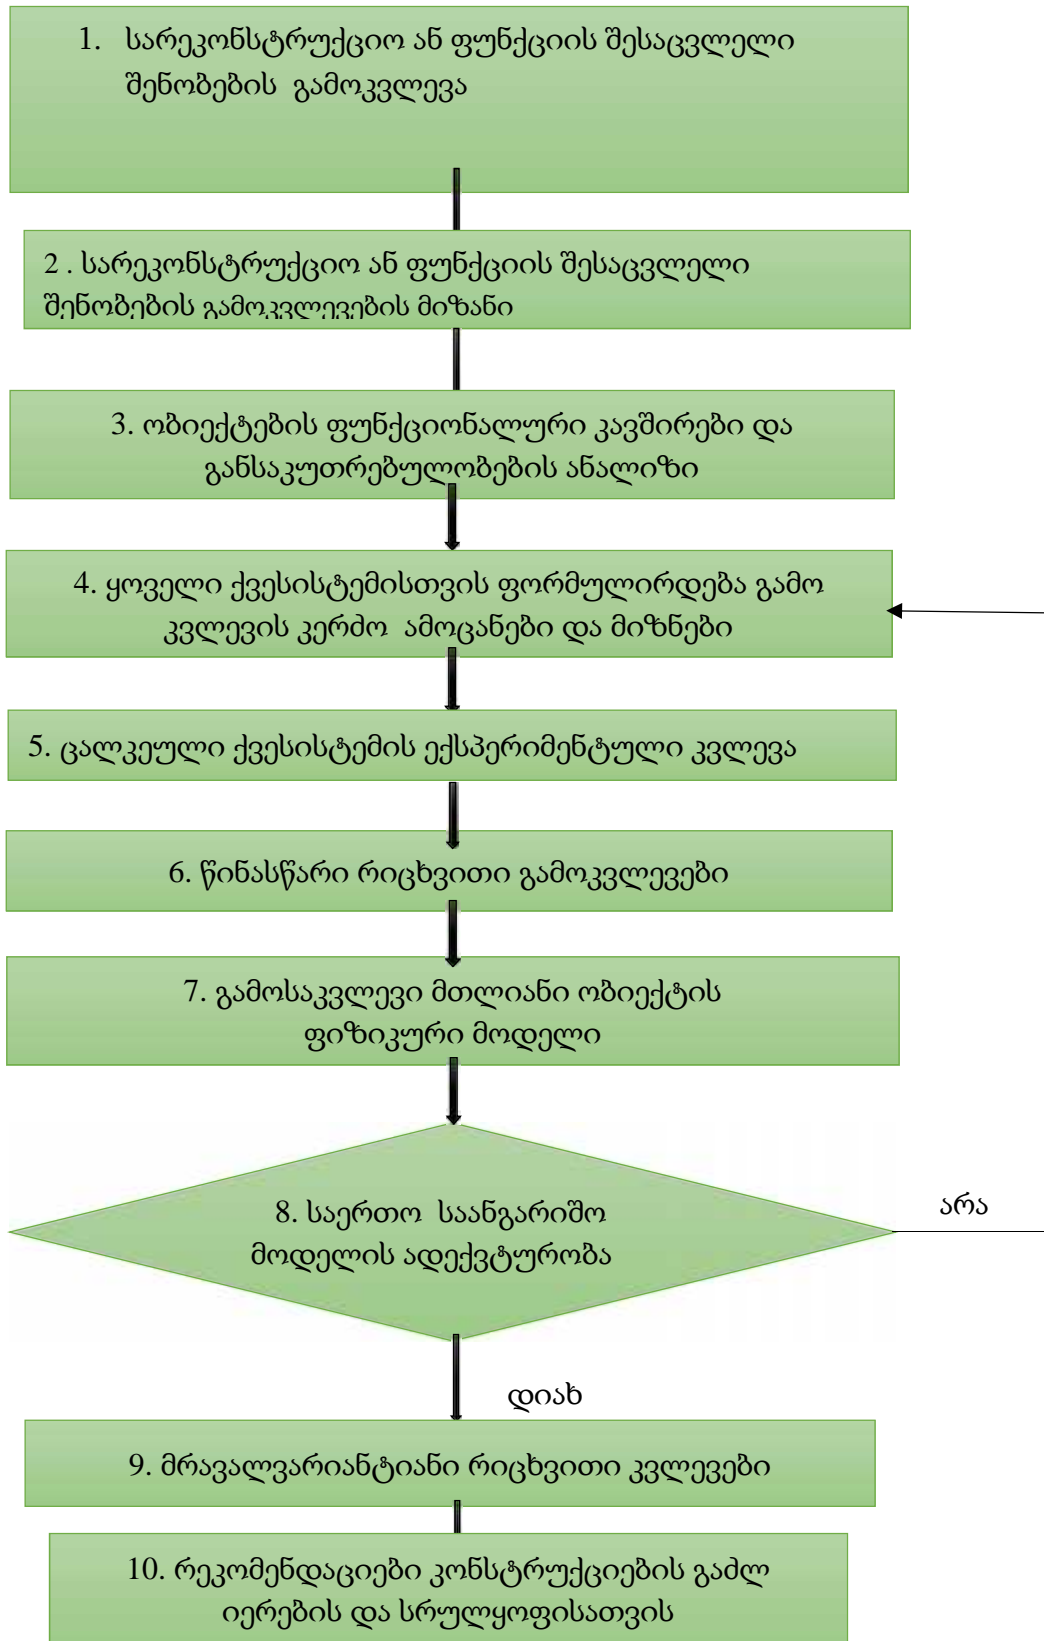 1. სარეკონსტრუქციო ან ფუნქციის შესაცვლელი
შენობების გამოკვლევა
2 . სარეკონსტრუქციო ან ფუნქციის შესაცვლელი
შენობების გამოკვლევების მიზანი
3. ობიექტების ფუნქციონალური კავშირები და
განსაკუთრებულობების ანალიზი
4. ყოველი ქვესისტემისთვის ფორმულირდება გამო
კვლევის კერძო ამოცანები და მიზნები
5. ცალკეული ქვესისტემის ექსპერიმენტული კვლევა
6. წინასწარი რიცხვითი გამოკვლევები
7. გამოსაკვლევი მთლიანი ობიექტის
ფიზიკური მოდელი
8. საერთო საანგარიშო
მოდელის ადექვტურობა
არა
დიახ
9. მრავალვარიანტიანი რიცხვითი კვლევები
10. რეკომენდაციები კონსტრუქციების გაძლ
იერების და სრულყოფისათვის